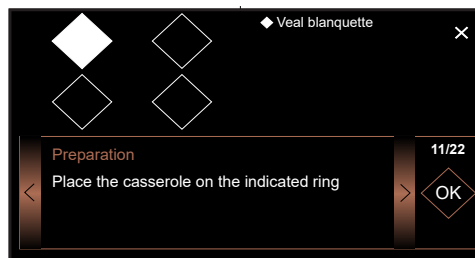 Veal blanquette
Preparation
11/22
Place the casserole on the indicated ring
OK